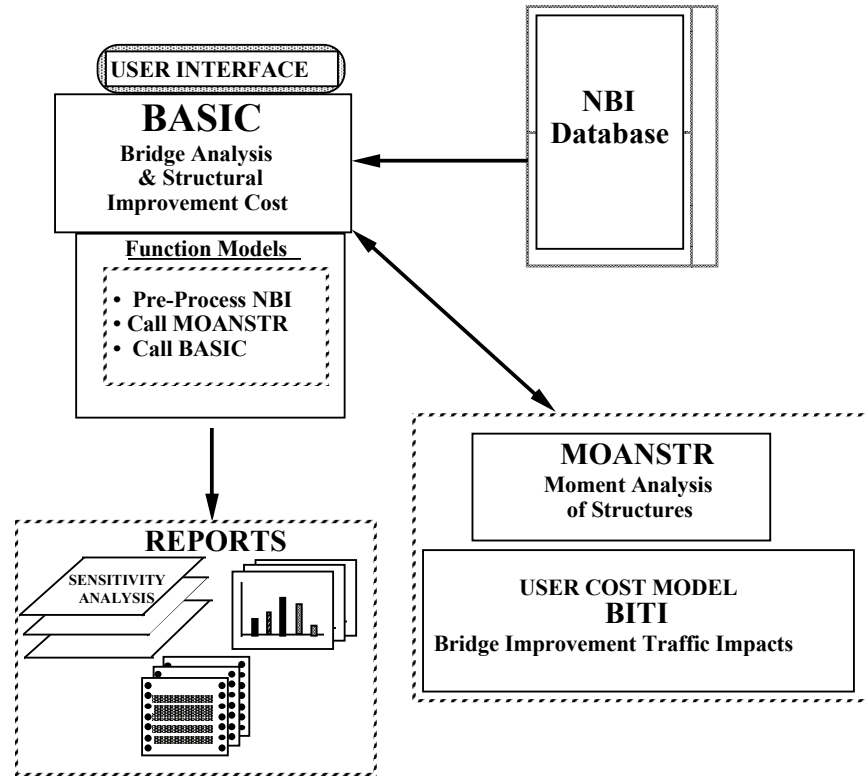 USER INTERFACE
BASIC
Bridge Analysis
& Structural
Improvement Cost
NBI
Database
Function Models
• Pre-Process NBI
• Call MOANSTR
• Call BASIC
MOANSTR
Moment Analysis
of Structures
USER COST MODEL
BITI
Bridge Improvement Traffic Impacts
REPORTS
SENSITIVITY
ANALYSIS